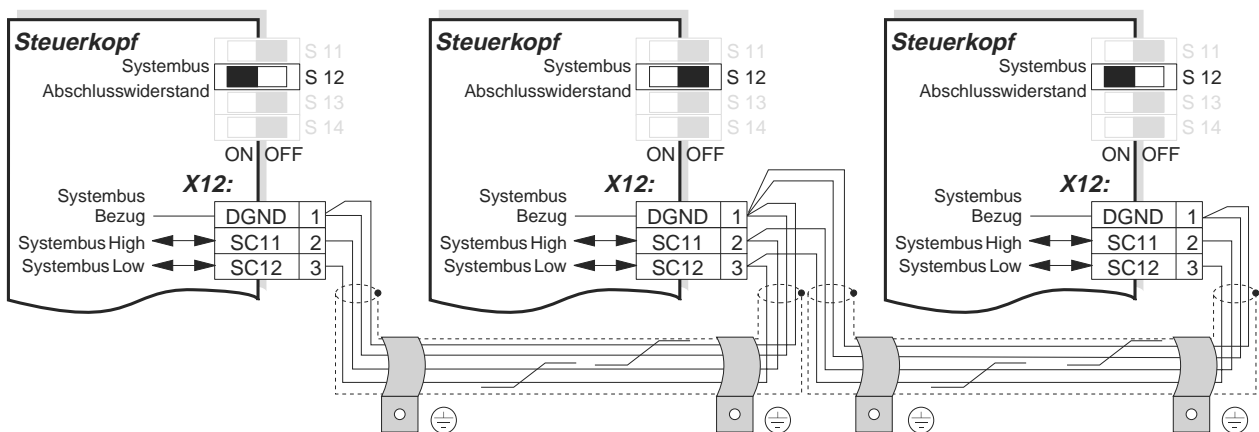 Steuerkopf
S 11
Systembus
Abschlusswiderstand
S 12
S 13
S 14
ON OFF
X12:
Systembus
Bezug
DGND 1
Systembus High
SC11 2
Systembus Low
SC12 3
Steuerkopf
S 11
Systembus
Abschlusswiderstand
S 12
S 13
S 14
ON OFF
X12:
Systembus
Bezug
DGND 1
Systembus High
SC11 2
Systembus Low
SC12 3
Steuerkopf
S 11
Systembus
Abschlusswiderstand
S 12
S 13
S 14
ON OFF
X12:
Systembus
Bezug
DGND 1
Systembus High
SC11 2
Systembus Low
SC12 3